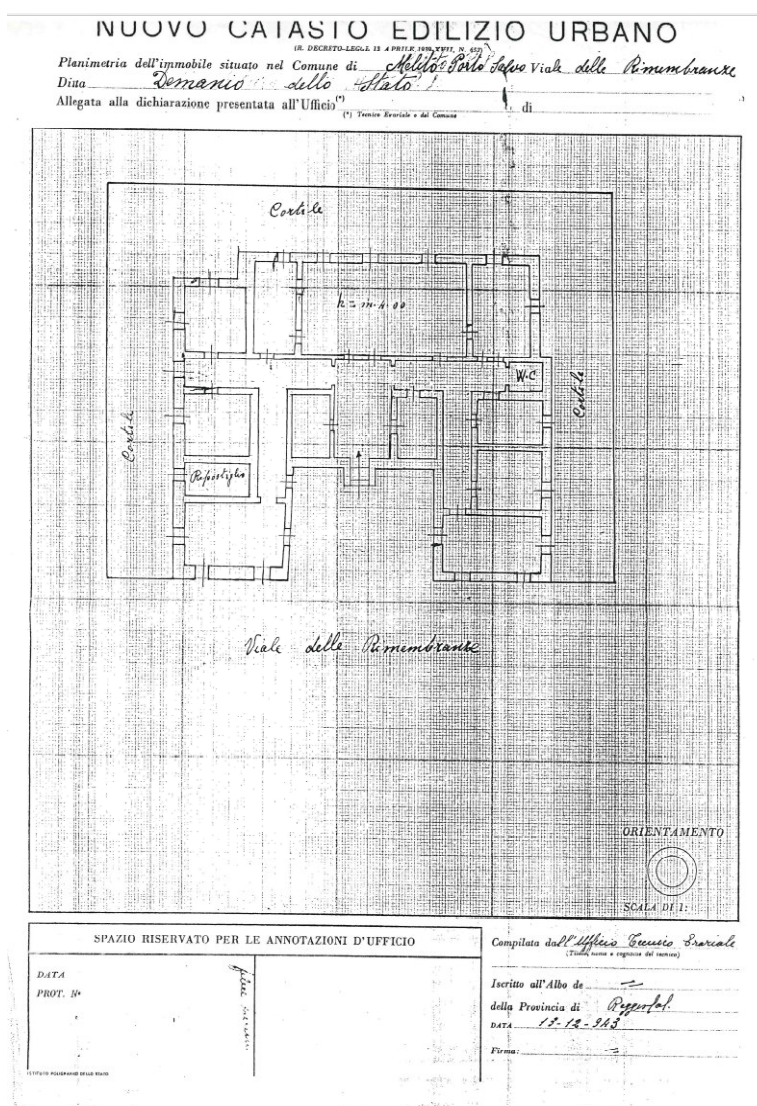 NUOVO CATASTO EDILIZIO URBANO
(R. DECRETO-LEGGE 13 APRILE 1939, XVII, N. 652)
Planimetria dell'immobile situato nel Comune di Melito Porto Salvo Viale delle Rimembranze
Ditta Demanio dello Stato
Allegata alla dichiarazione presentata all'Ufficio(*) di
(*) Tecnico Erariale o del Comune
Cortile
h = m. 4.00
W.C
Cortile
Cortile
Ripostiglio
Viale delle Rimembranze
ORIENTAMENTO
SCALA DI 1:
SPAZIO RISERVATO PER LE ANNOTAZIONI D'UFFICIO
DATA
PROT. N°
Compilata dall'Ufficio Tecnico Erariale
(Titolo, nome e cognome del tecnico)
Iscritto all'Albo de
della Provincia di Reggio Cal.
DATA 13-12-943
Firma:
ISTITUTO POLIGRAFICO DELLO STATO